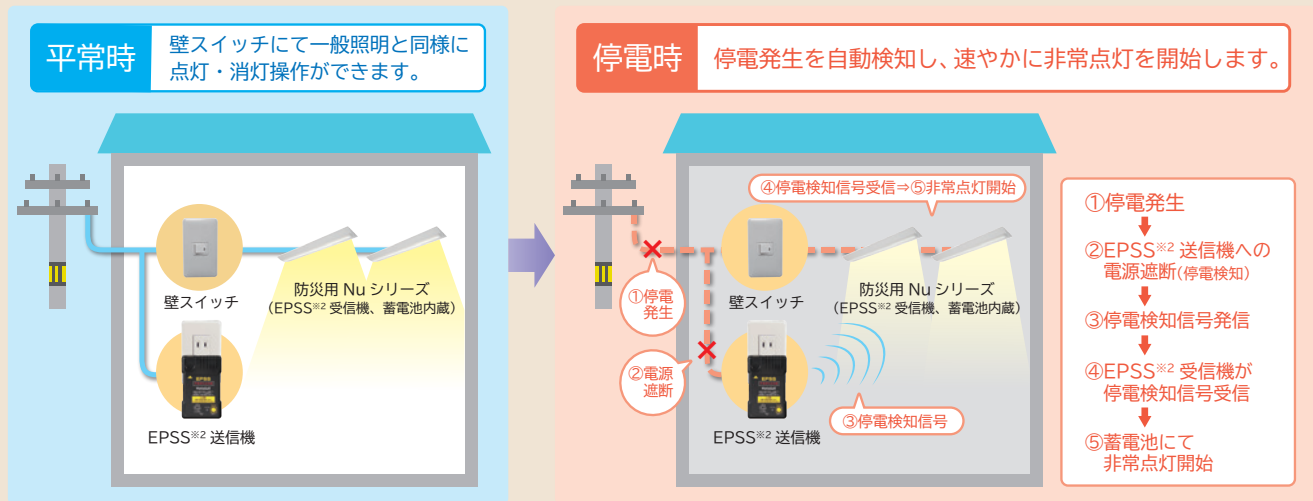 平常時
壁スイッチにて一般照明と同様に
点灯・消灯操作ができます。
壁スイッチ
防災用 Nu シリーズ
（EPSS※2 受信機、蓄電池内蔵）
EPSS
EPSS※2 送信機
停電時
停電発生を自動検知し、速やかに非常点灯を開始します。
④停電検知信号受信⇒⑤非常点灯開始
①停電
発生
壁スイッチ
防災用 Nu シリーズ
（EPSS※2 受信機、蓄電池内蔵）
②電源
遮断
EPSS
③停電検知信号
EPSS※2 送信機
①停電発生
②EPSS※2 送信機への
電源遮断(停電検知)
③停電検知信号発信
④EPSS※2 受信機が
停電検知信号受信
⑤蓄電池にて
非常点灯開始